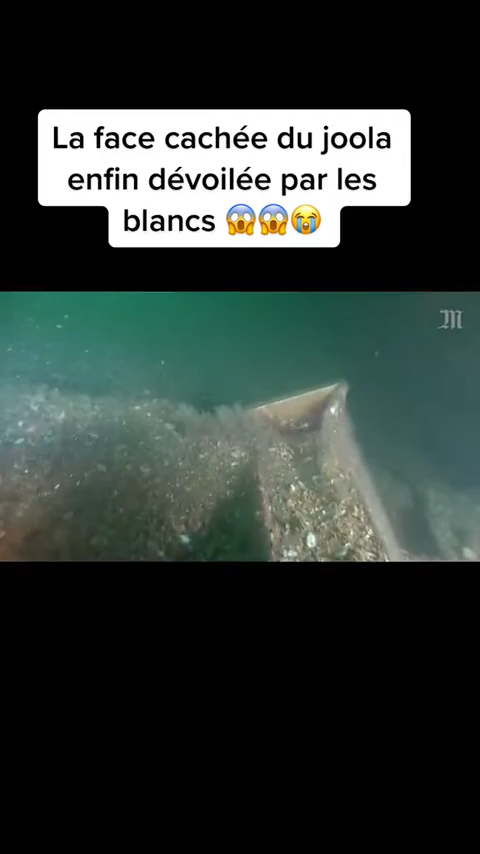 La face cachée du joola
enfin dévoilée par les
blancs 😱😱😭
M